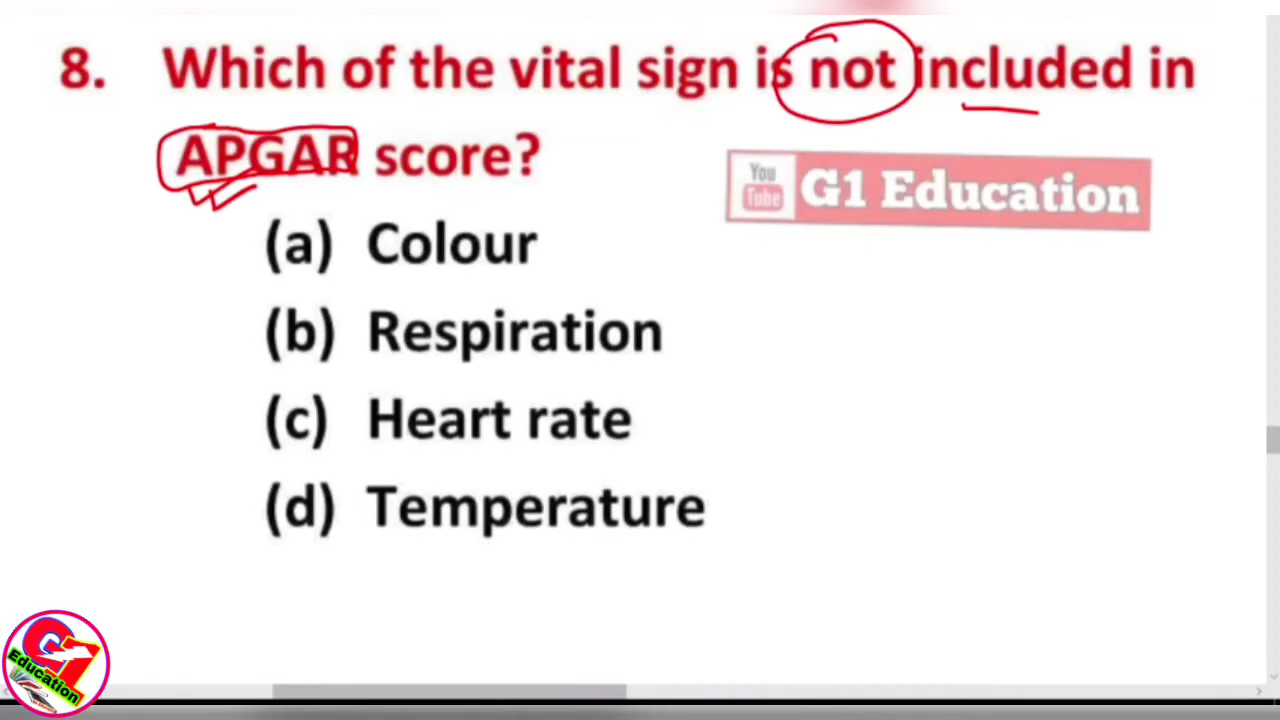 8. Which of the vital sign is not included in
APGAR score?
You
Tube
G1 Education
(a) Colour
(b) Respiration
(c) Heart rate
(d) Temperature
G1
Education